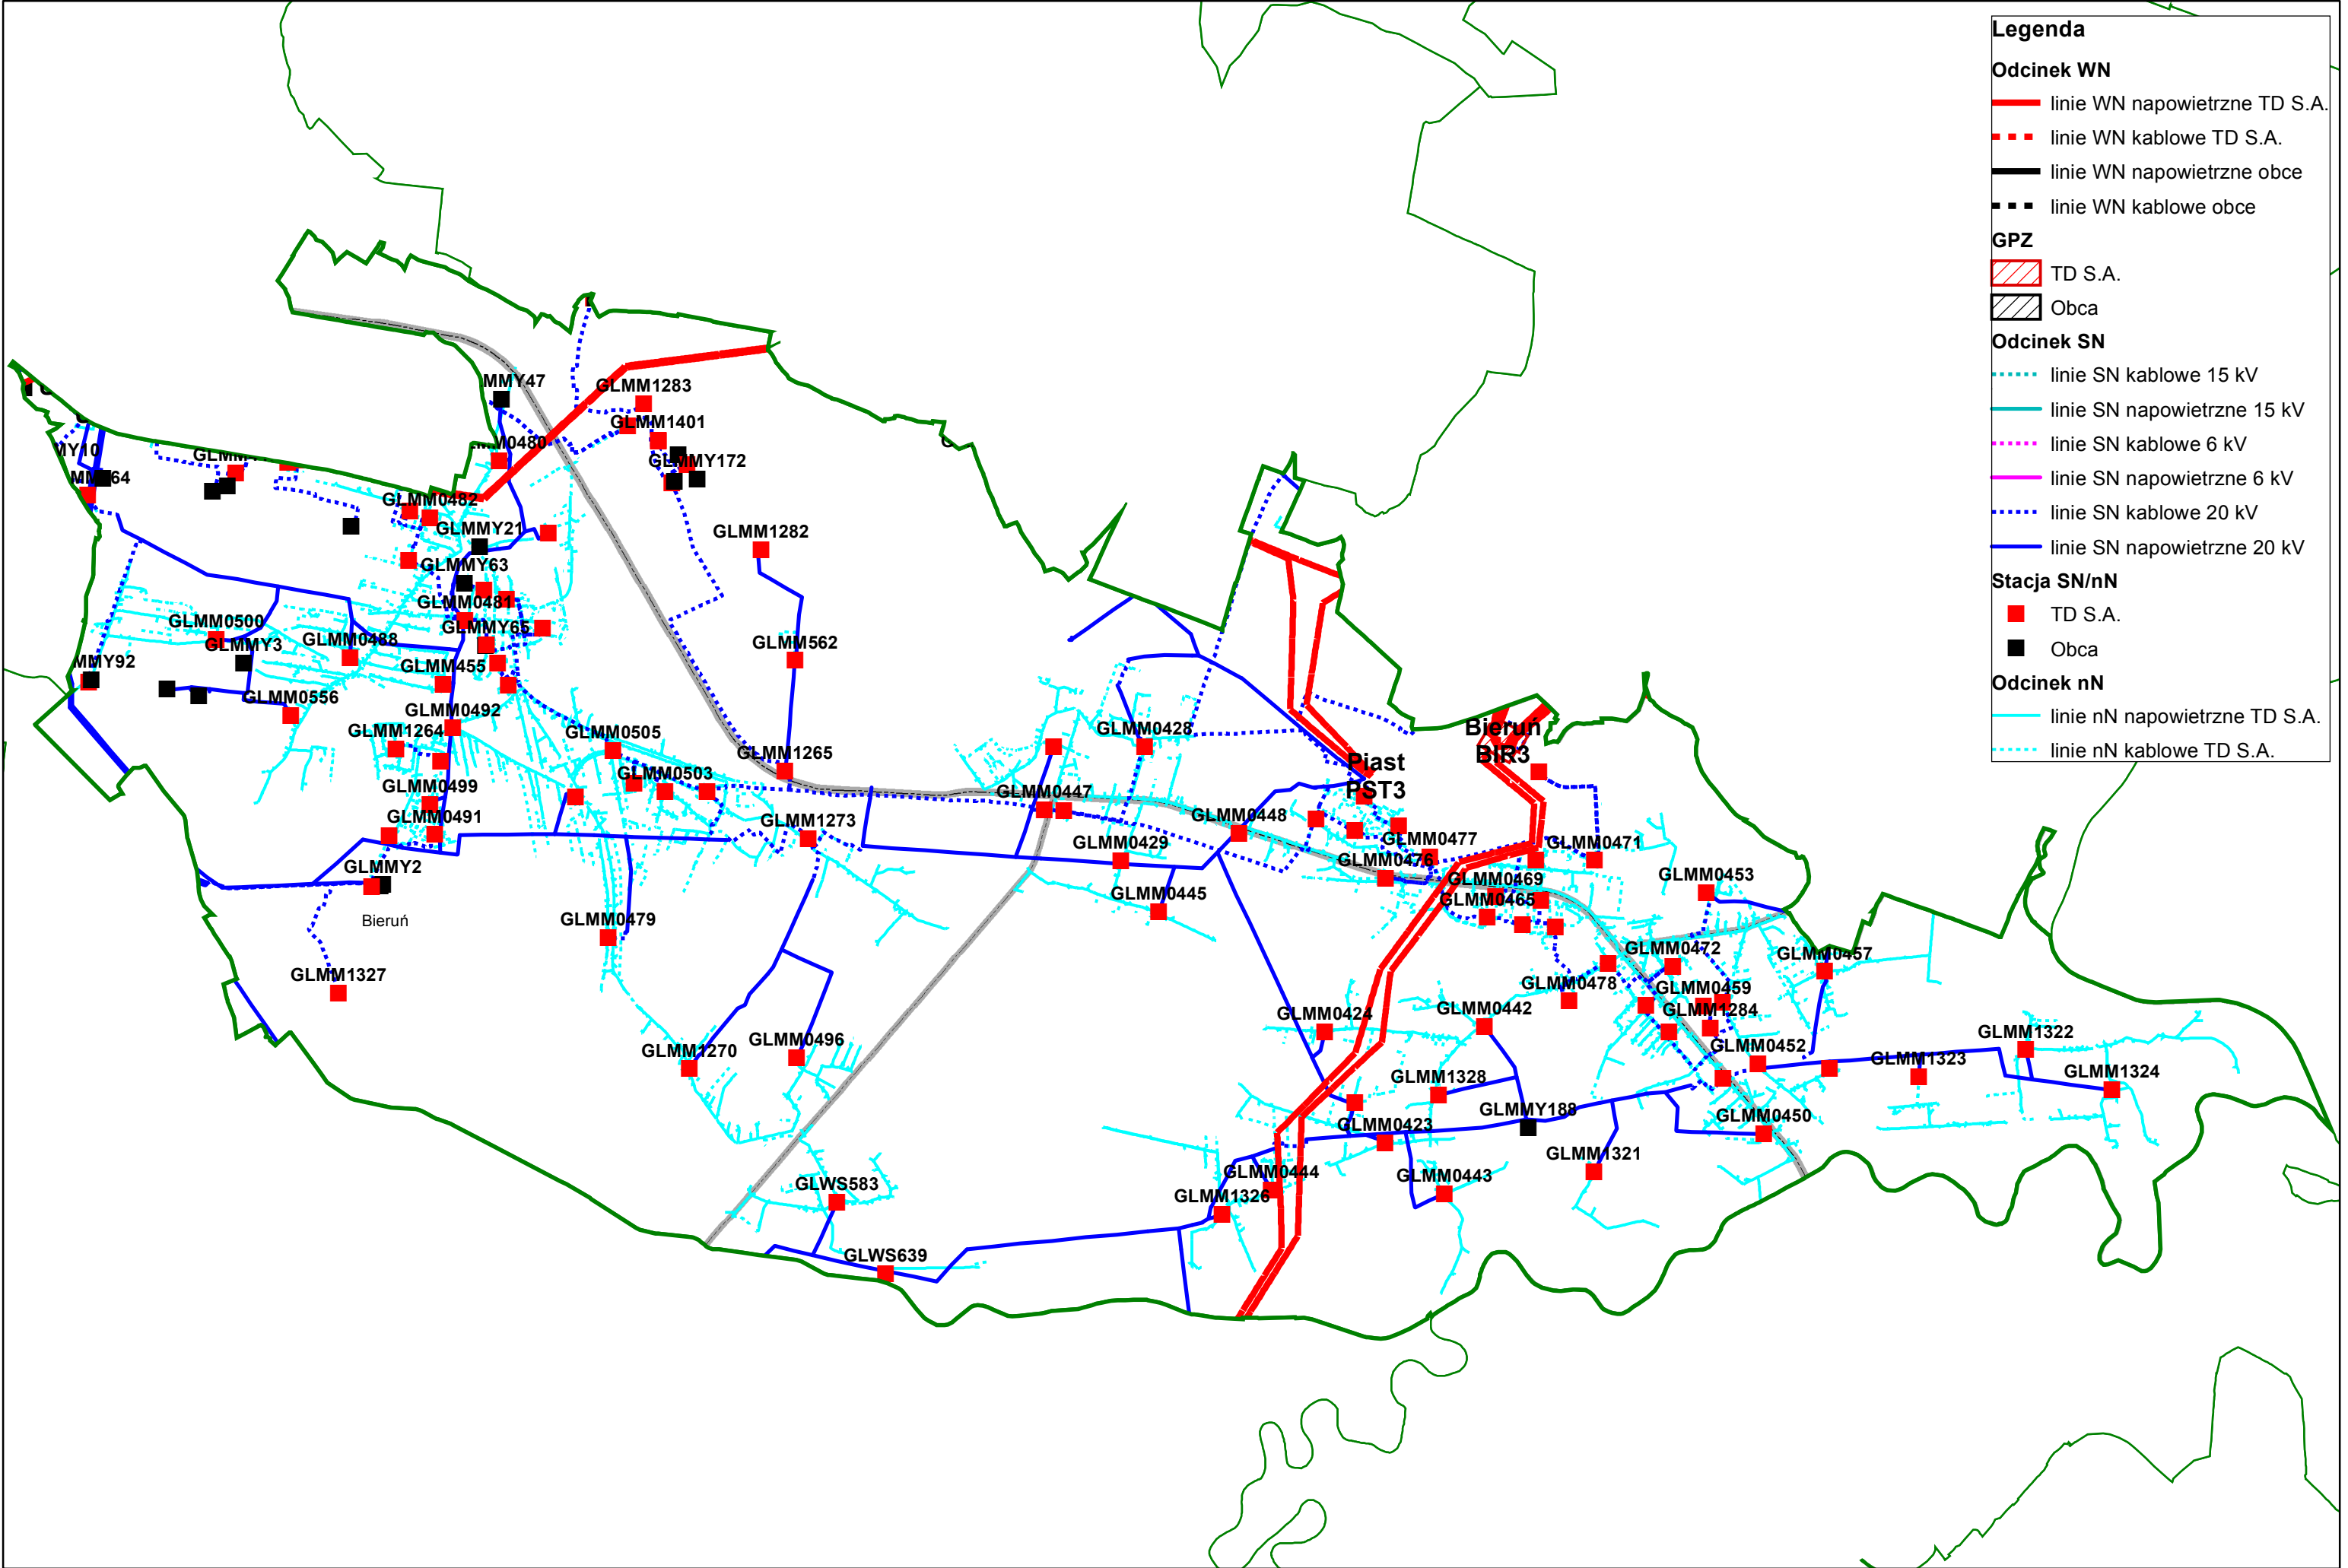 Legenda
Odcinek WN
linie WN napowietrzne TD S.A.
linie WN kablowe TD S.A.
linie WN napowietrzne obce
linie WN kablowe obce
GPZ
TD S.A.
Obca
Odcinek SN
linie SN kablowe 15 kV
linie SN napowietrzne 15 kV
linie SN kablowe 6 kV
linie SN napowietrzne 6 kV
linie SN kablowe 20 kV
linie SN napowietrzne 20 kV
Stacja SN/nN
TD S.A.
Obca
Odcinek nN
linie nN napowietrzne TD S.A.
linie nN kablowe TD S.A.
MMY47
GLMM1283
GLMM1401
GLMMY172
GLMM0482
GLMMY21
GLMM1282
GLMMY63
GLMM0481
GLMM0500
GLMMY65
GLMMY3
GLMM0488
GLMM562
MMY92
GLMM455
GLMM0556
GLMM0492
GLMM1264
GLMM0505
GLMM0428
Bieruń
BIR3
GLMM1265
Piast
PST3
GLMM0503
GLMM0499
GLMM0447
GLMM0491
GLMM1273
GLMM0448
GLMM0429
GLMM0477
GLMM0471
GLMM0476
GLMMY2
GLMM0469
GLMM0453
GLMM0445
GLMM0465
Bieruń
GLMM0479
GLMM0472
GLMM0457
GLMM1327
GLMM0478
GLMM0459
GLMM0424
GLMM0442
GLMM1284
GLMM1270
GLMM0496
GLMM0452
GLMM1322
GLMM1323
GLMM1324
GLMM1328
GLMMY188
GLMM0450
GLMM0423
GLMM1321
GLMM0444
GLMM0443
GLWS583
GLMM1326
GLWS639